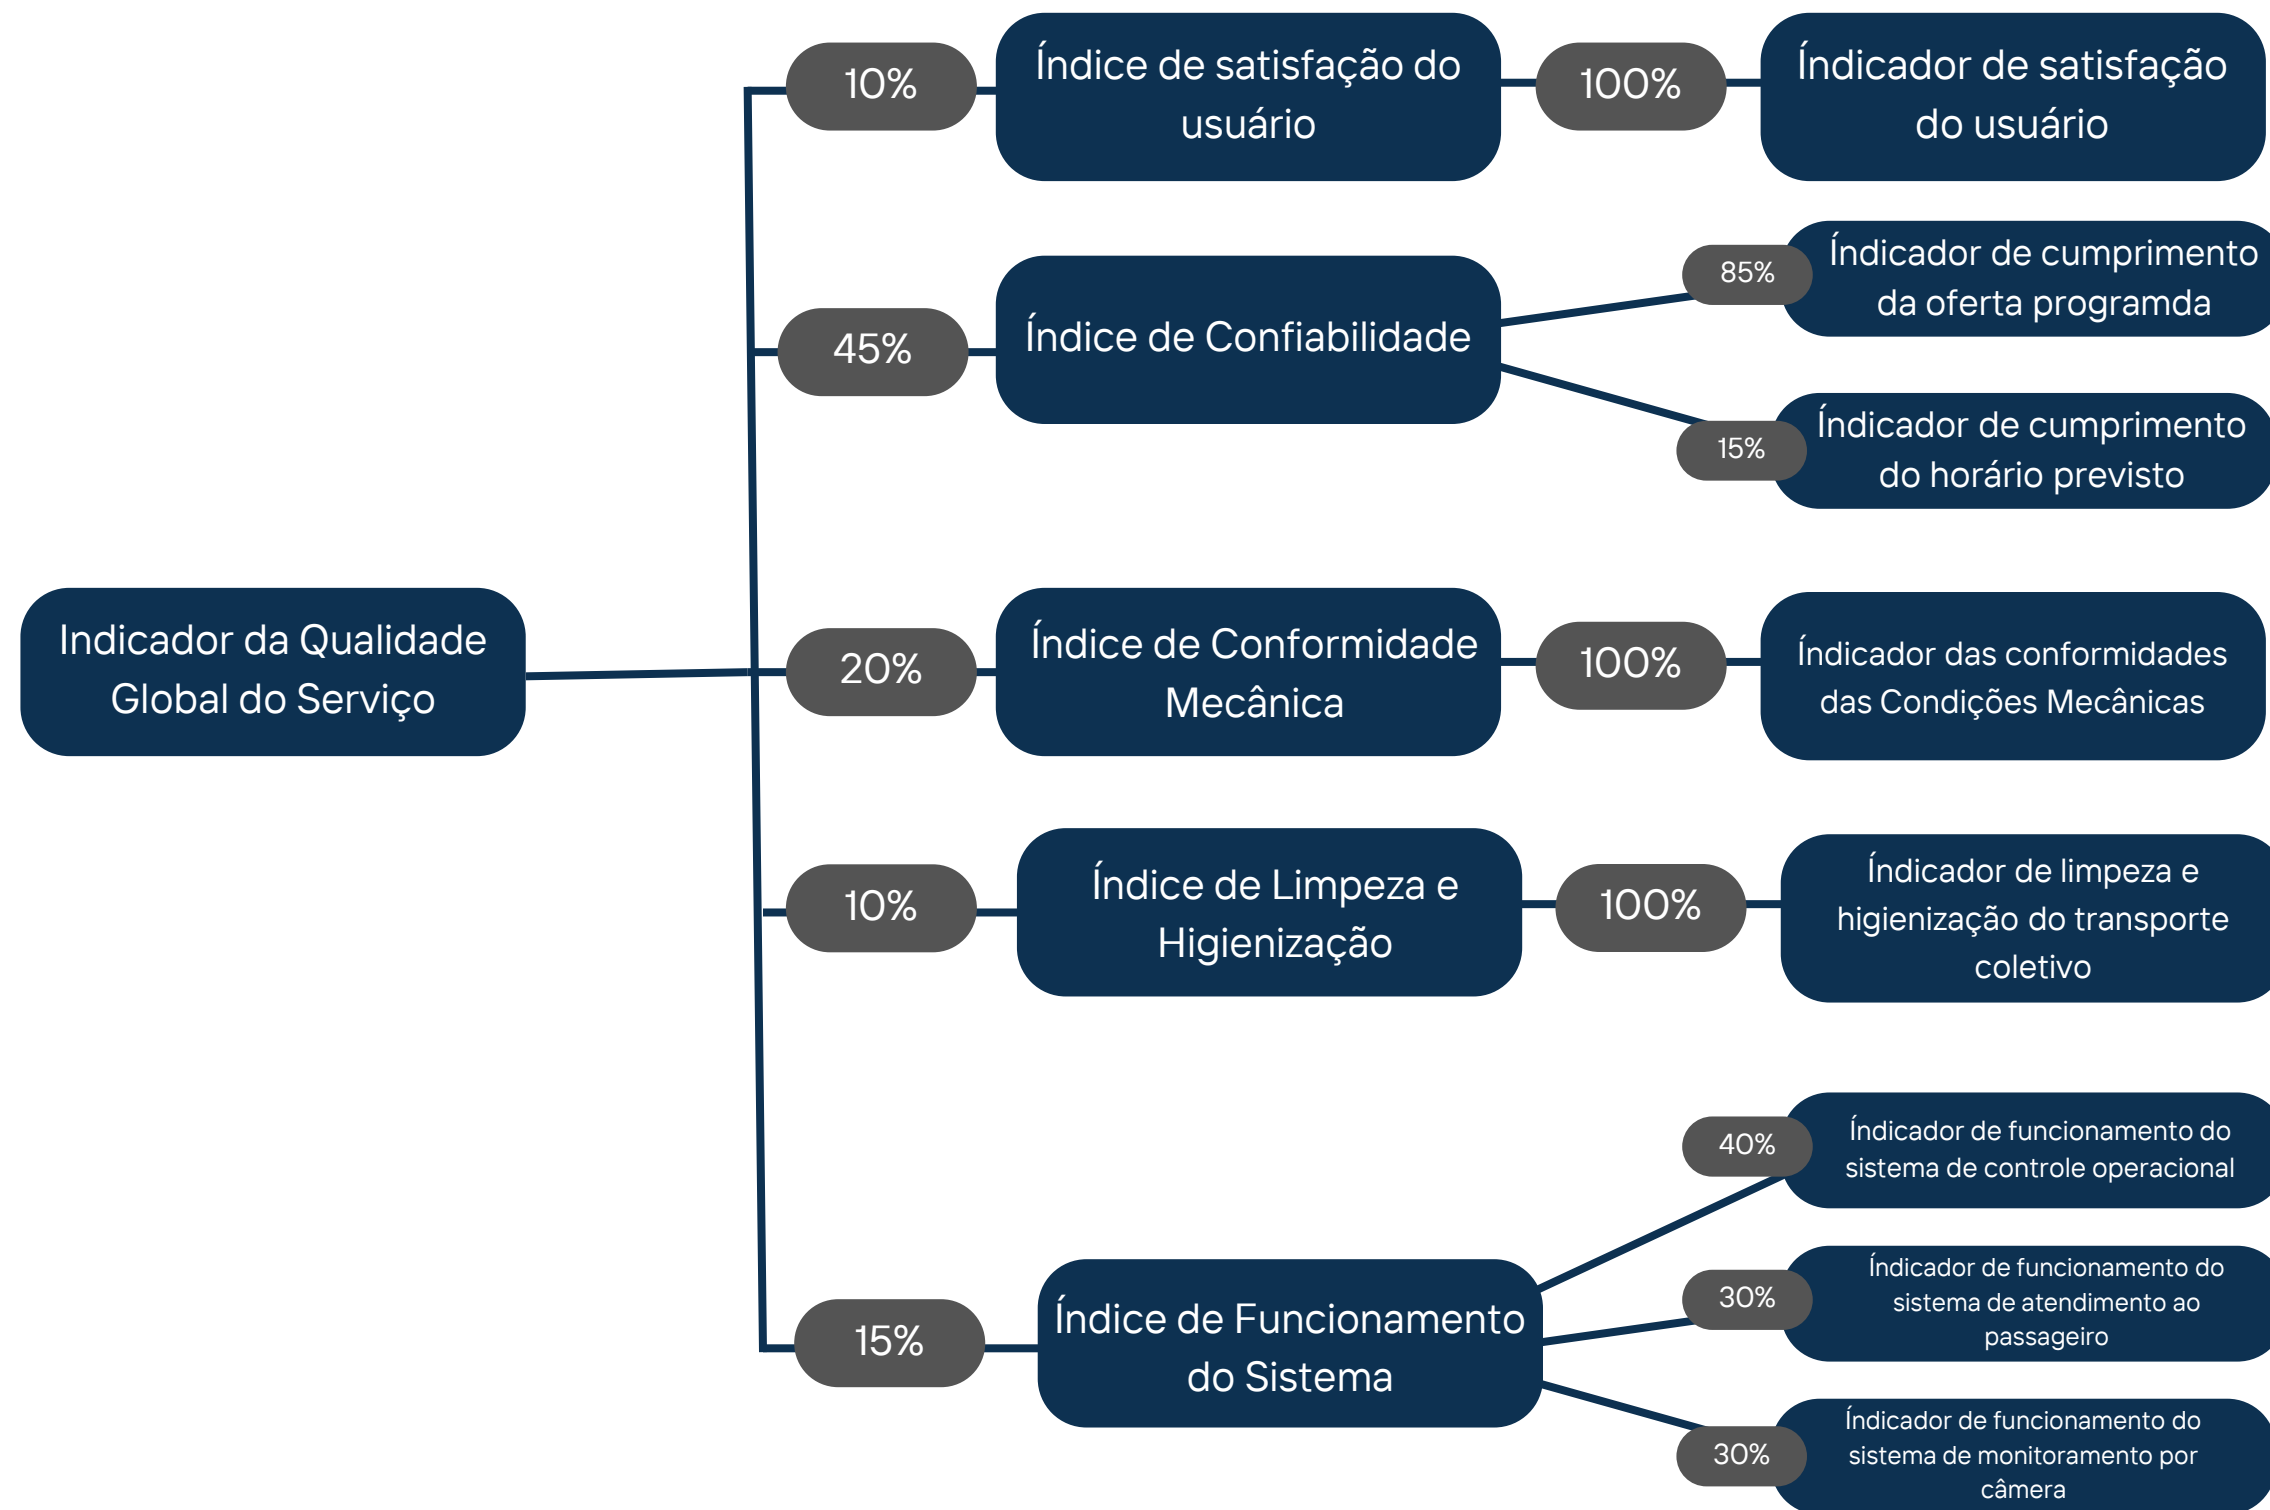 10%
Índice de satisfação do
usuário
100%
Índicador de satisfação
do usuário
45%
Índice de Confiabilidade
85%
Índicador de cumprimento
da oferta programda
15%
Índicador de cumprimento
do horário previsto
Indicador da Qualidade
Global do Serviço
20%
Índice de Conformidade
Mecânica
100%
Índicador das conformidades
das Condições Mecânicas
10%
Índice de Limpeza e
Higienização
100%
Índicador de limpeza e
higienização do transporte
coletivo
15%
Índice de Funcionamento
do Sistema
40%
Índicador de funcionamento do
sistema de controle operacional
30%
Índicador de funcionamento do
sistema de atendimento ao
passageiro
30%
Índicador de funcionamento do
sistema de monitoramento por
câmera